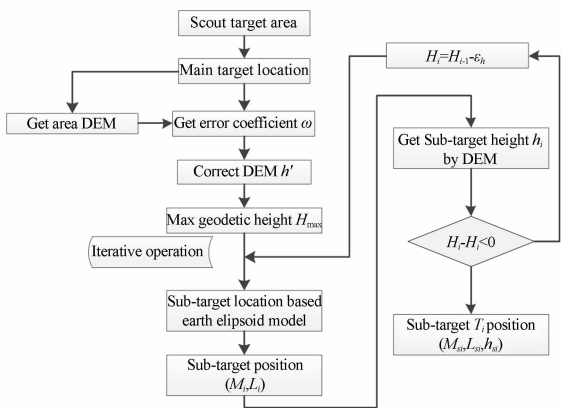 Scout target area
Main target location
Get area DEM
Get error coefficient ω
Correct DEM h′
Max geodetic height Hmax
Iterative operation
Sub-target location based
earth elipsoid model
Sub-target position
(Mi,Li)
Hi=Hi-1-εh
Get Sub-target height hi
by DEM
Hi-Hi<0
Sub-target Ti position
(Msi,Lsi,hsi)